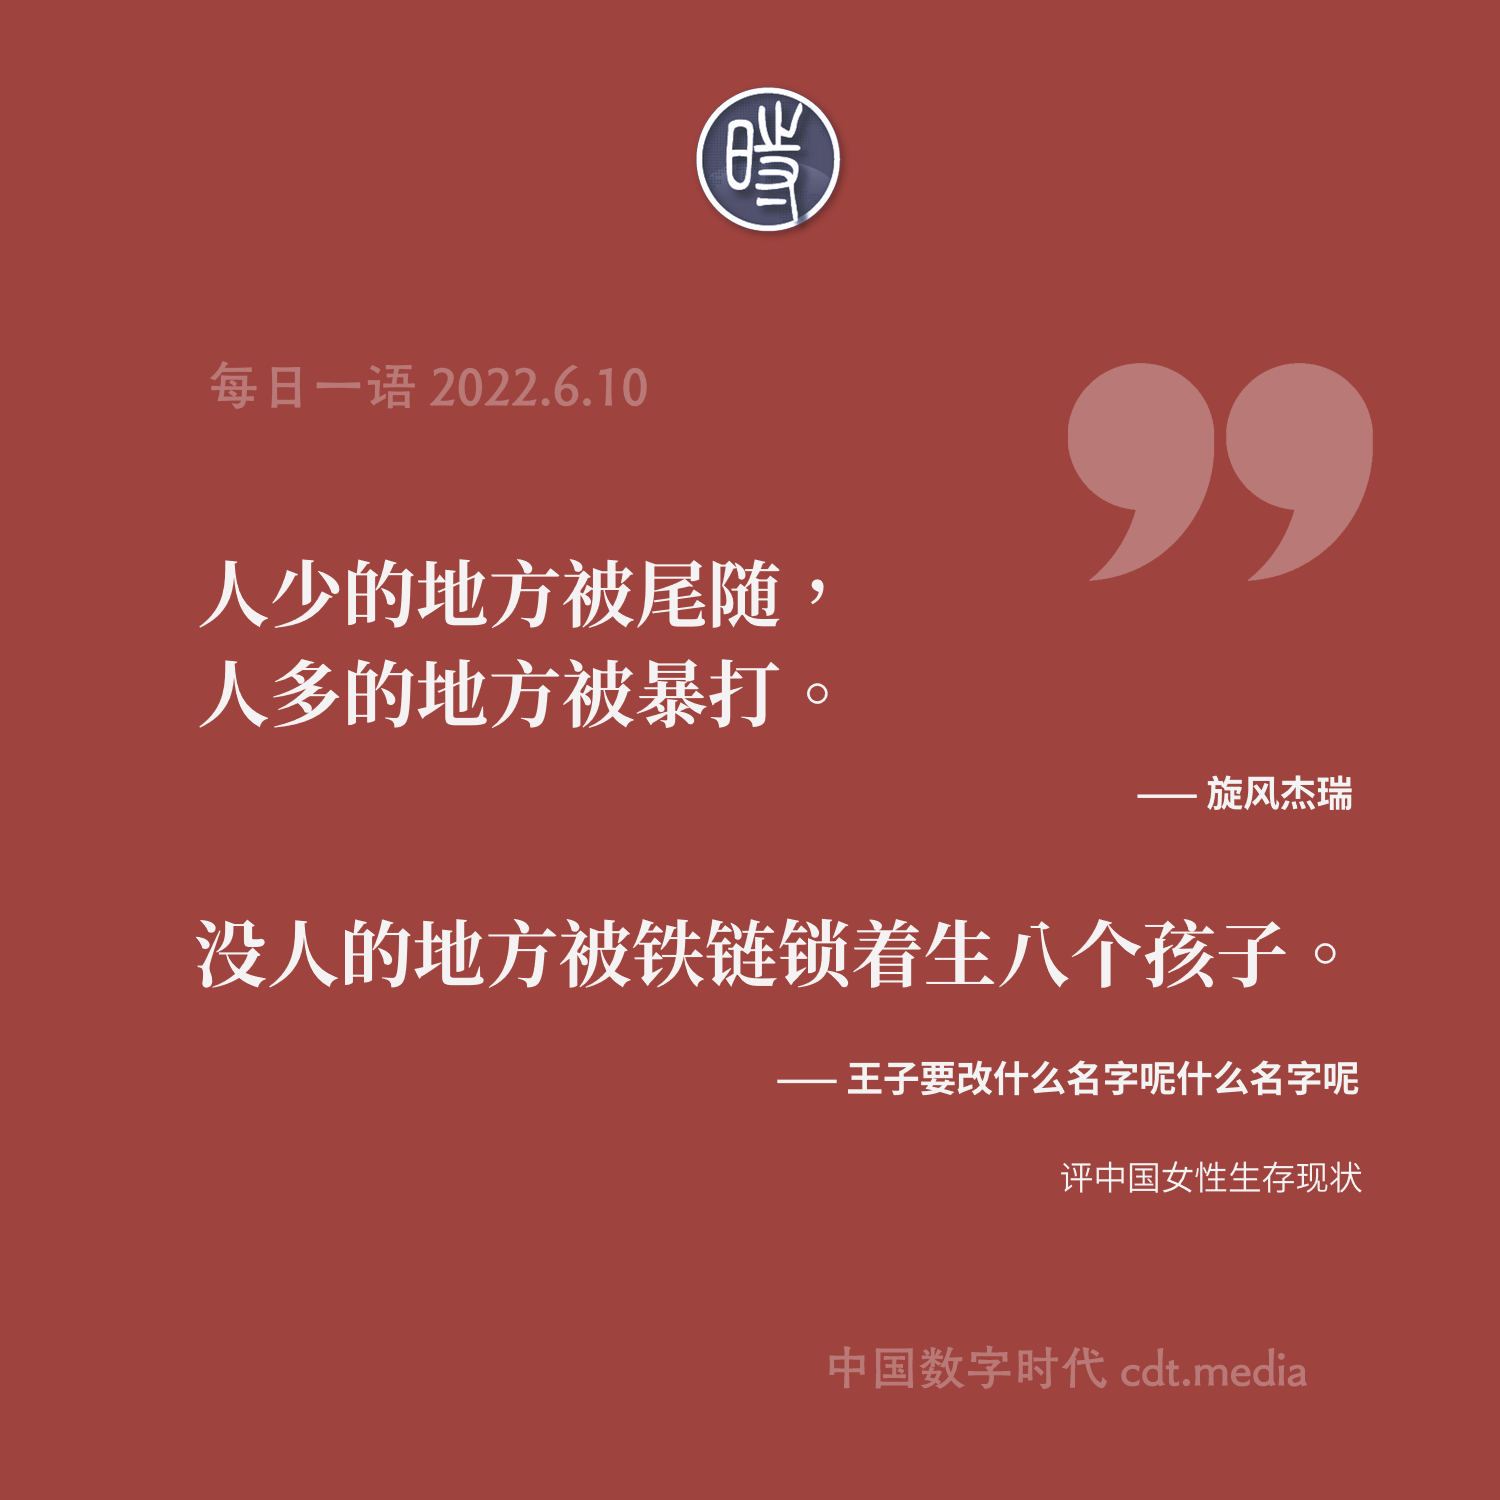 時
每日一语 2022.6.10
人少的地方被尾随，
人多的地方被暴打。
—— 旋风杰瑞
没人的地方被铁链锁着生八个孩子。
—— 王子要改什么名字呢什么名字呢
评中国女性生存现状
中国数字时代 cdt.media